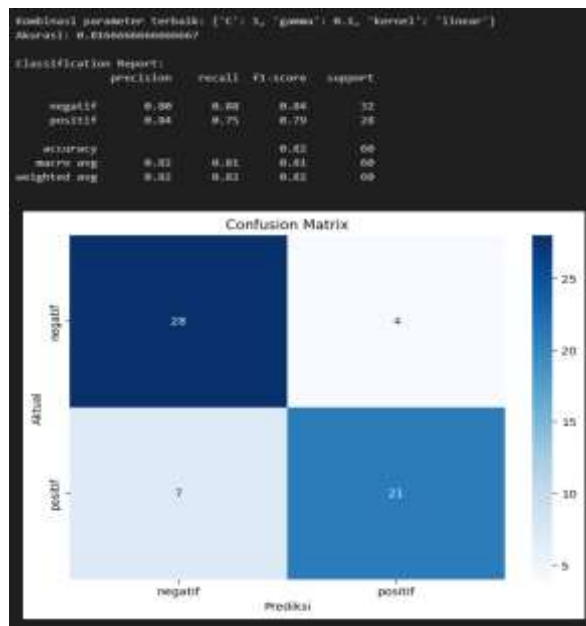 Kombinasi parameter terbaik: {'C': 1, 'gamma': 0.1, 'kernel': 'linear'}
Akurasi: 0.8166666666666667
Classification Report:
precision recall f1-score support
negatif 0.80 0.88 0.84 32
positif 0.84 0.75 0.79 28
accuracy 0.82 60
macro avg 0.82 0.81 0.81 60
weighted avg 0.82 0.82 0.82 60
Confusion Matrix
negatif 28 4
positif 7 21
Aktual
negatif positif
Prediksi
25
20
15
10
5